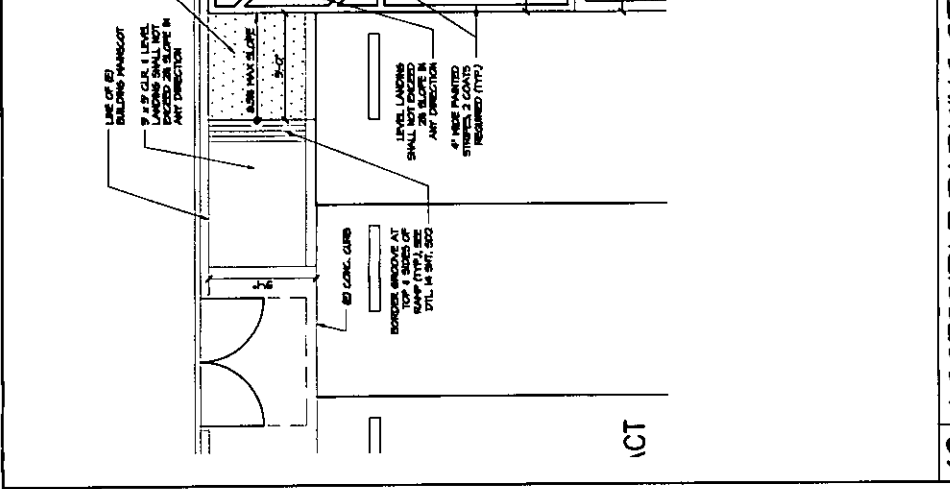 LINE OF (E)
BUILDING WAINSCOT
5' x 5' CLR. & LEVEL
LANDING SHALL NOT
EXCEED 2% SLOPE IN
ANY DIRECTION
8.33% MAX SLOPE
5'-0"
LEVEL LANDING
SHALL NOT EXCEED
2% SLOPE IN
ANY DIRECTION
4" WIDE PAINTED
STRIPES, 2 COATS
REQUIRED (TYP.)
(E) CONC. CURB
BORDER GROOVE AT
TOP & SIDES OF
RAMP (TYP.), SEE
DTL. 14 SHT. SD2